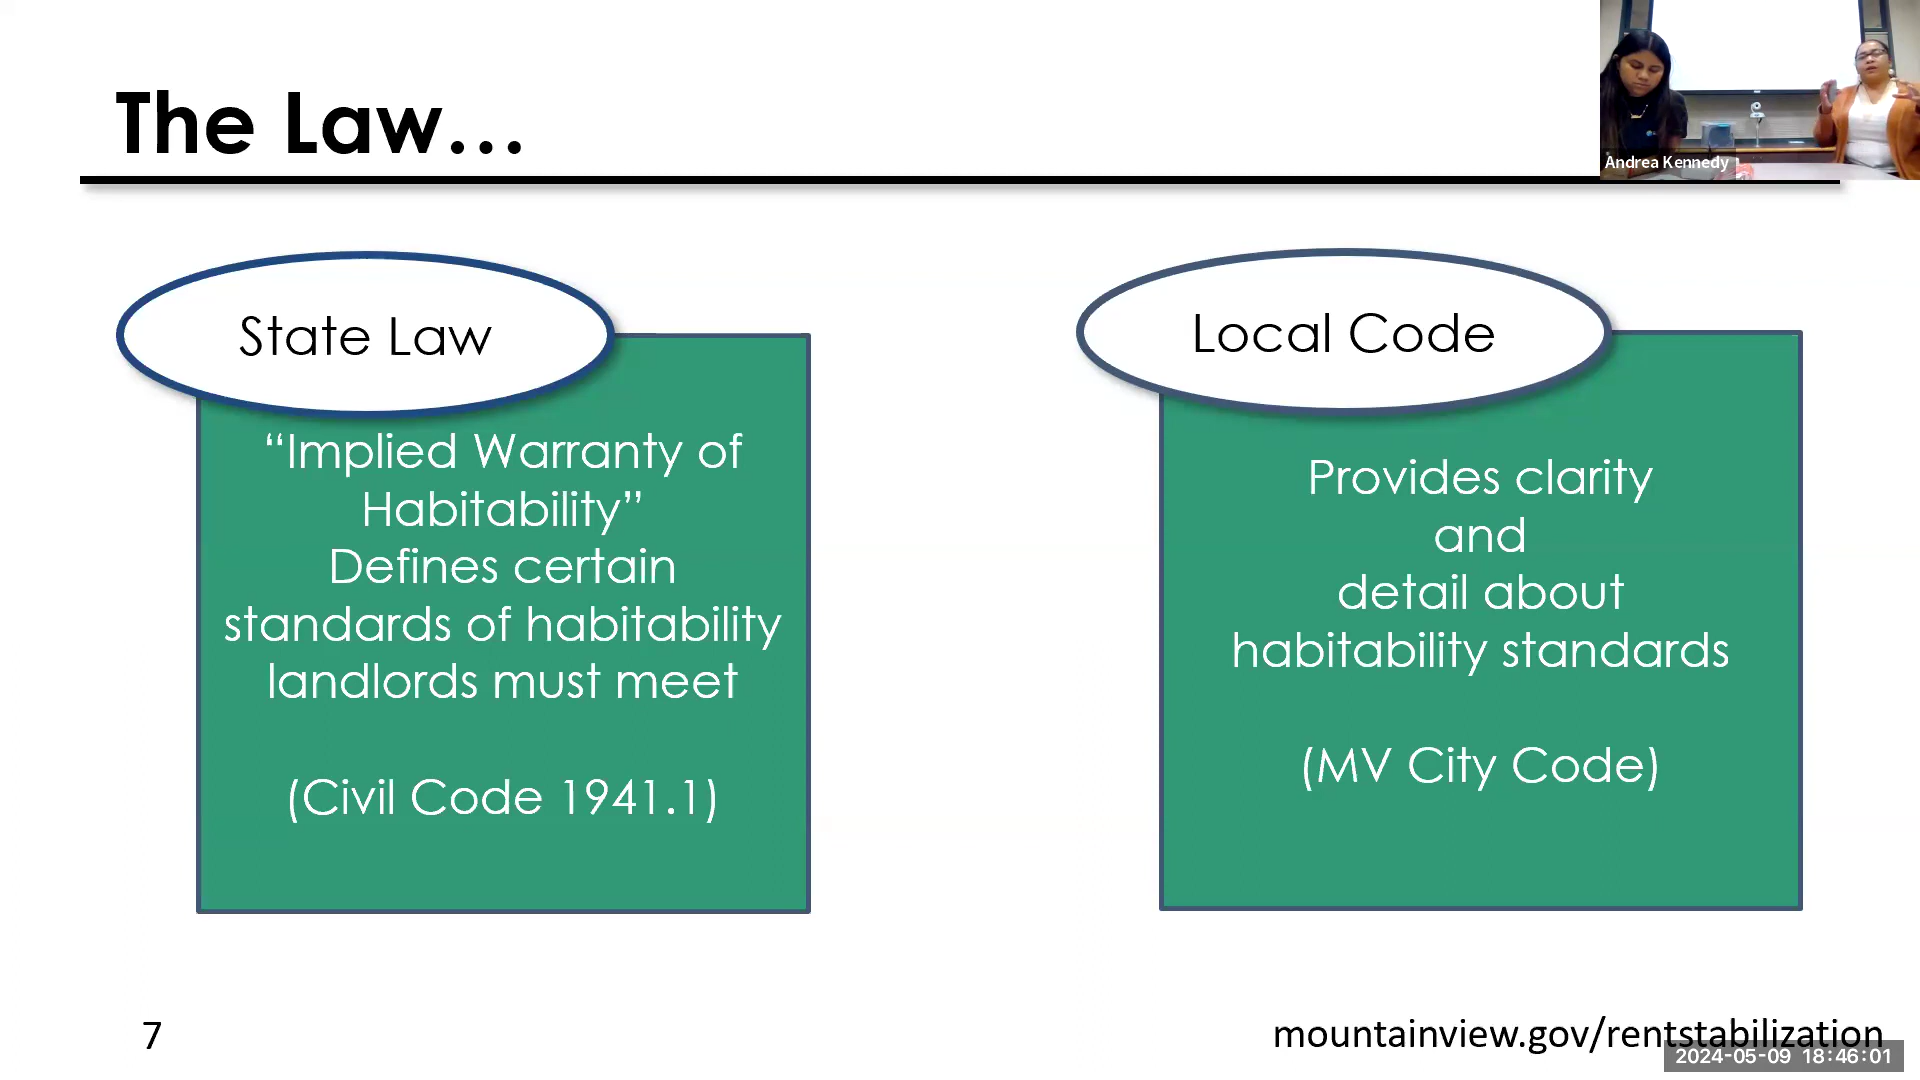 The Law...
Andrea Kennedy
State Law
“Implied Warranty of
Habitability”
Defines certain
standards of habitability
landlords must meet
(Civil Code 1941.1)
Local Code
Provides clarity
and
detail about
habitability standards
(MV City Code)
7
mountainview.gov/rentstabilization
2024-05-09 18:46:01